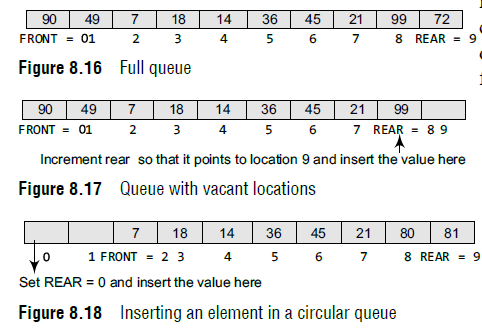 90 49 7 18 14 36 45 21 99 72
FRONT = 01 2 3 4 5 6 7 8 REAR = 9
Figure 8.16 Full queue
90 49 7 18 14 36 45 21 99
FRONT = 01 2 3 4 5 6 7 REAR = 8 9
Increment rear so that it points to location 9 and insert the value here
Figure 8.17 Queue with vacant locations
7 18 14 36 45 21 80 81
0 1 FRONT = 2 3 4 5 6 7 8 REAR = 9
Set REAR = 0 and insert the value here
Figure 8.18 Inserting an element in a circular queue